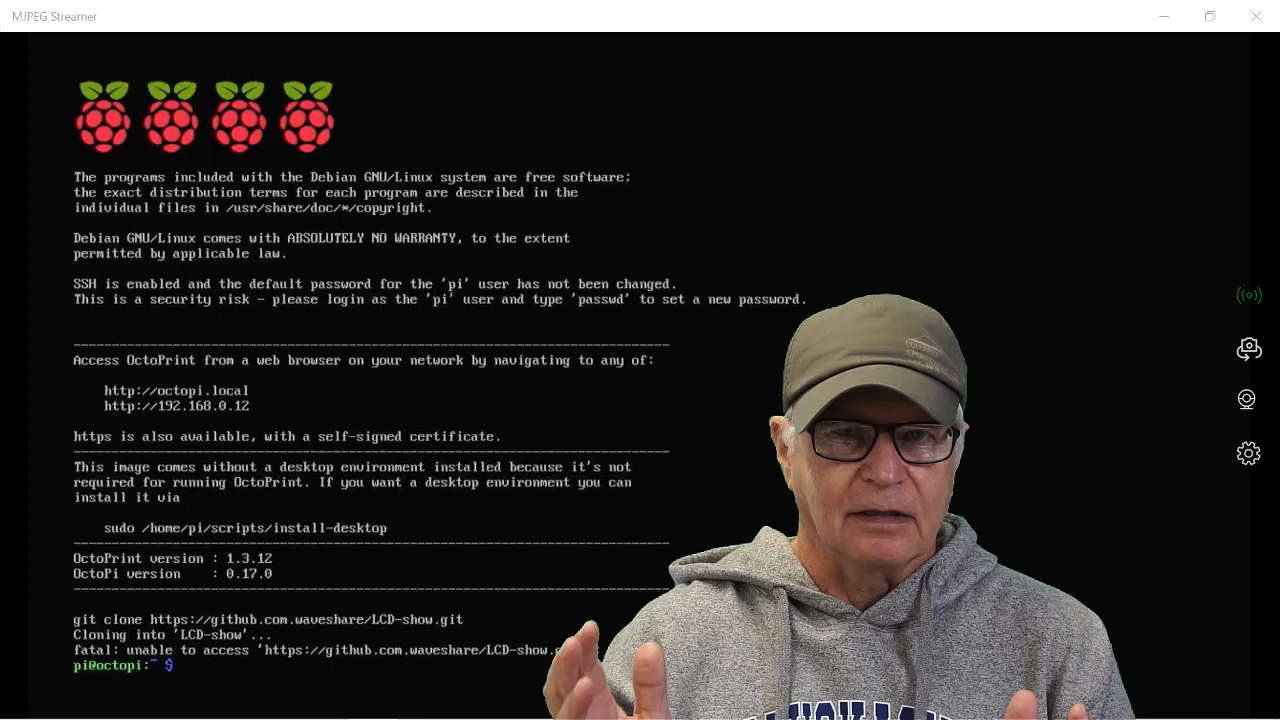 MJPEG Streamer
The programs included with the Debian GNU/Linux system are free software;
the exact distribution terms for each program are described in the
individual files in /usr/share/doc/*/copyright.
Debian GNU/Linux comes with ABSOLUTELY NO WARRANTY, to the extent
permitted by applicable law.
SSH is enabled and the default password for the 'pi' user has not been changed.
This is a security risk - please login as the 'pi' user and type 'passwd' to set a new password.
Access OctoPrint from a web browser on your network by navigating to any of:
http://octopi.local
http://192.168.0.12
https is also available, with a self-signed certificate.
This image comes without a desktop environment installed because it's not
required for running OctoPrint. If you want a desktop environment you can
install it via
sudo /home/pi/scripts/install-desktop
OctoPrint version : 1.3.12
OctoPi version : 0.17.0
git clone https://github.com.waveshare/LCD-show.git
Cloning into 'LCD-show'...
fatal: unable to access 'https://github.com.waveshare/LCD-show.
pi@octopi:~ $